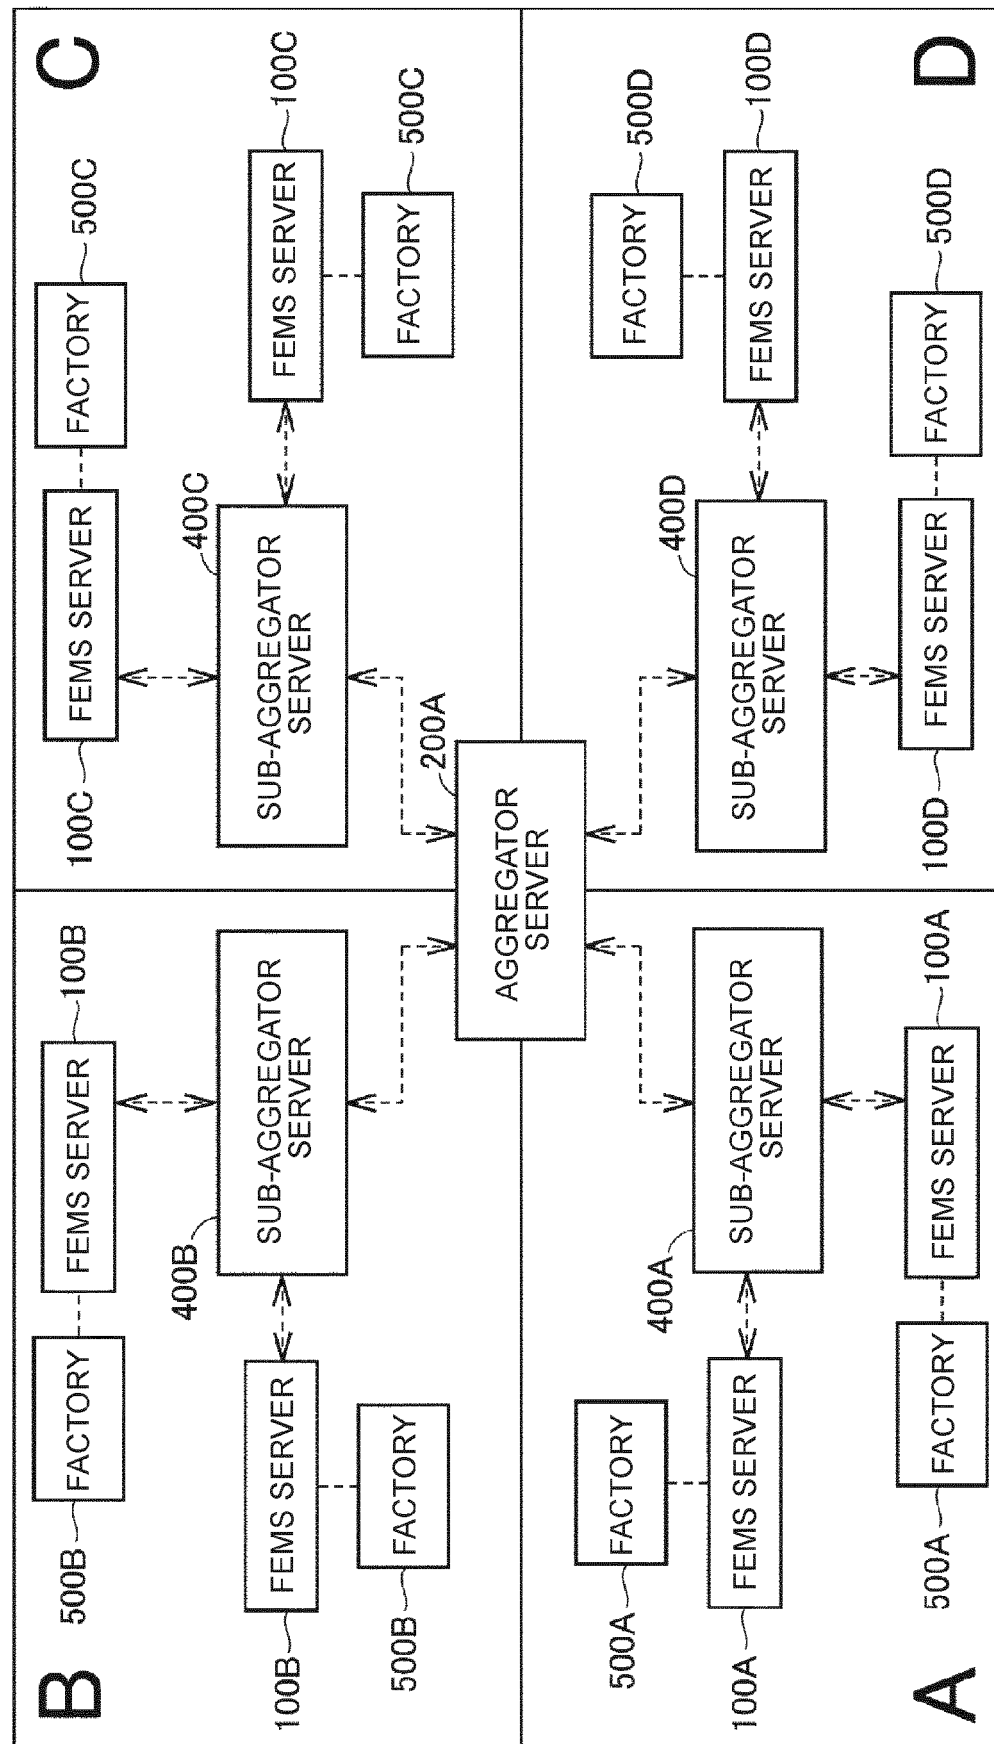 B
500B
FACTORY
FEMS SERVER
100B
100B
FEMS SERVER
500B
FACTORY
400B
SUB-AGGREGATOR
SERVER
C
100C
FEMS SERVER
FACTORY
500C
400C
SUB-AGGREGATOR
SERVER
FEMS SERVER
100C
FACTORY
500C
AGGREGATOR
SERVER
200A
A
500A
FACTORY
100A
FEMS SERVER
400A
SUB-AGGREGATOR
SERVER
500A
FACTORY
FEMS SERVER
100A
D
FACTORY
500D
400D
SUB-AGGREGATOR
SERVER
FEMS SERVER
100D
100D
FEMS SERVER
FACTORY
500D